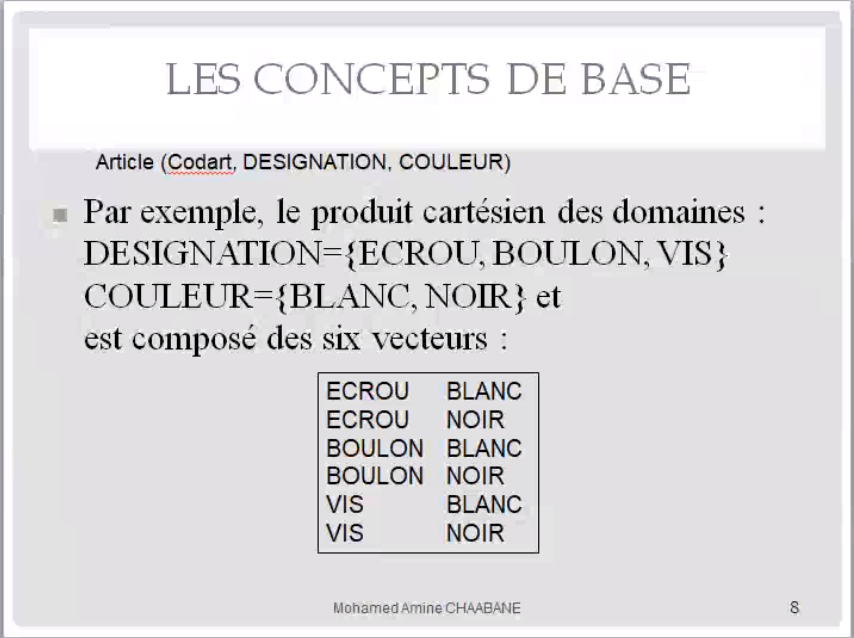 LES CONCEPTS DE BASE
Article (Codart, DESIGNATION, COULEUR)
Par exemple, le produit cartésien des domaines :
DESIGNATION={ECROU, BOULON, VIS}
COULEUR={BLANC, NOIR} et
est composé des six vecteurs :
ECROU BLANC
ECROU NOIR
BOULON BLANC
BOULON NOIR
VIS BLANC
VIS NOIR
Mohamed Amine CHAABANE 8